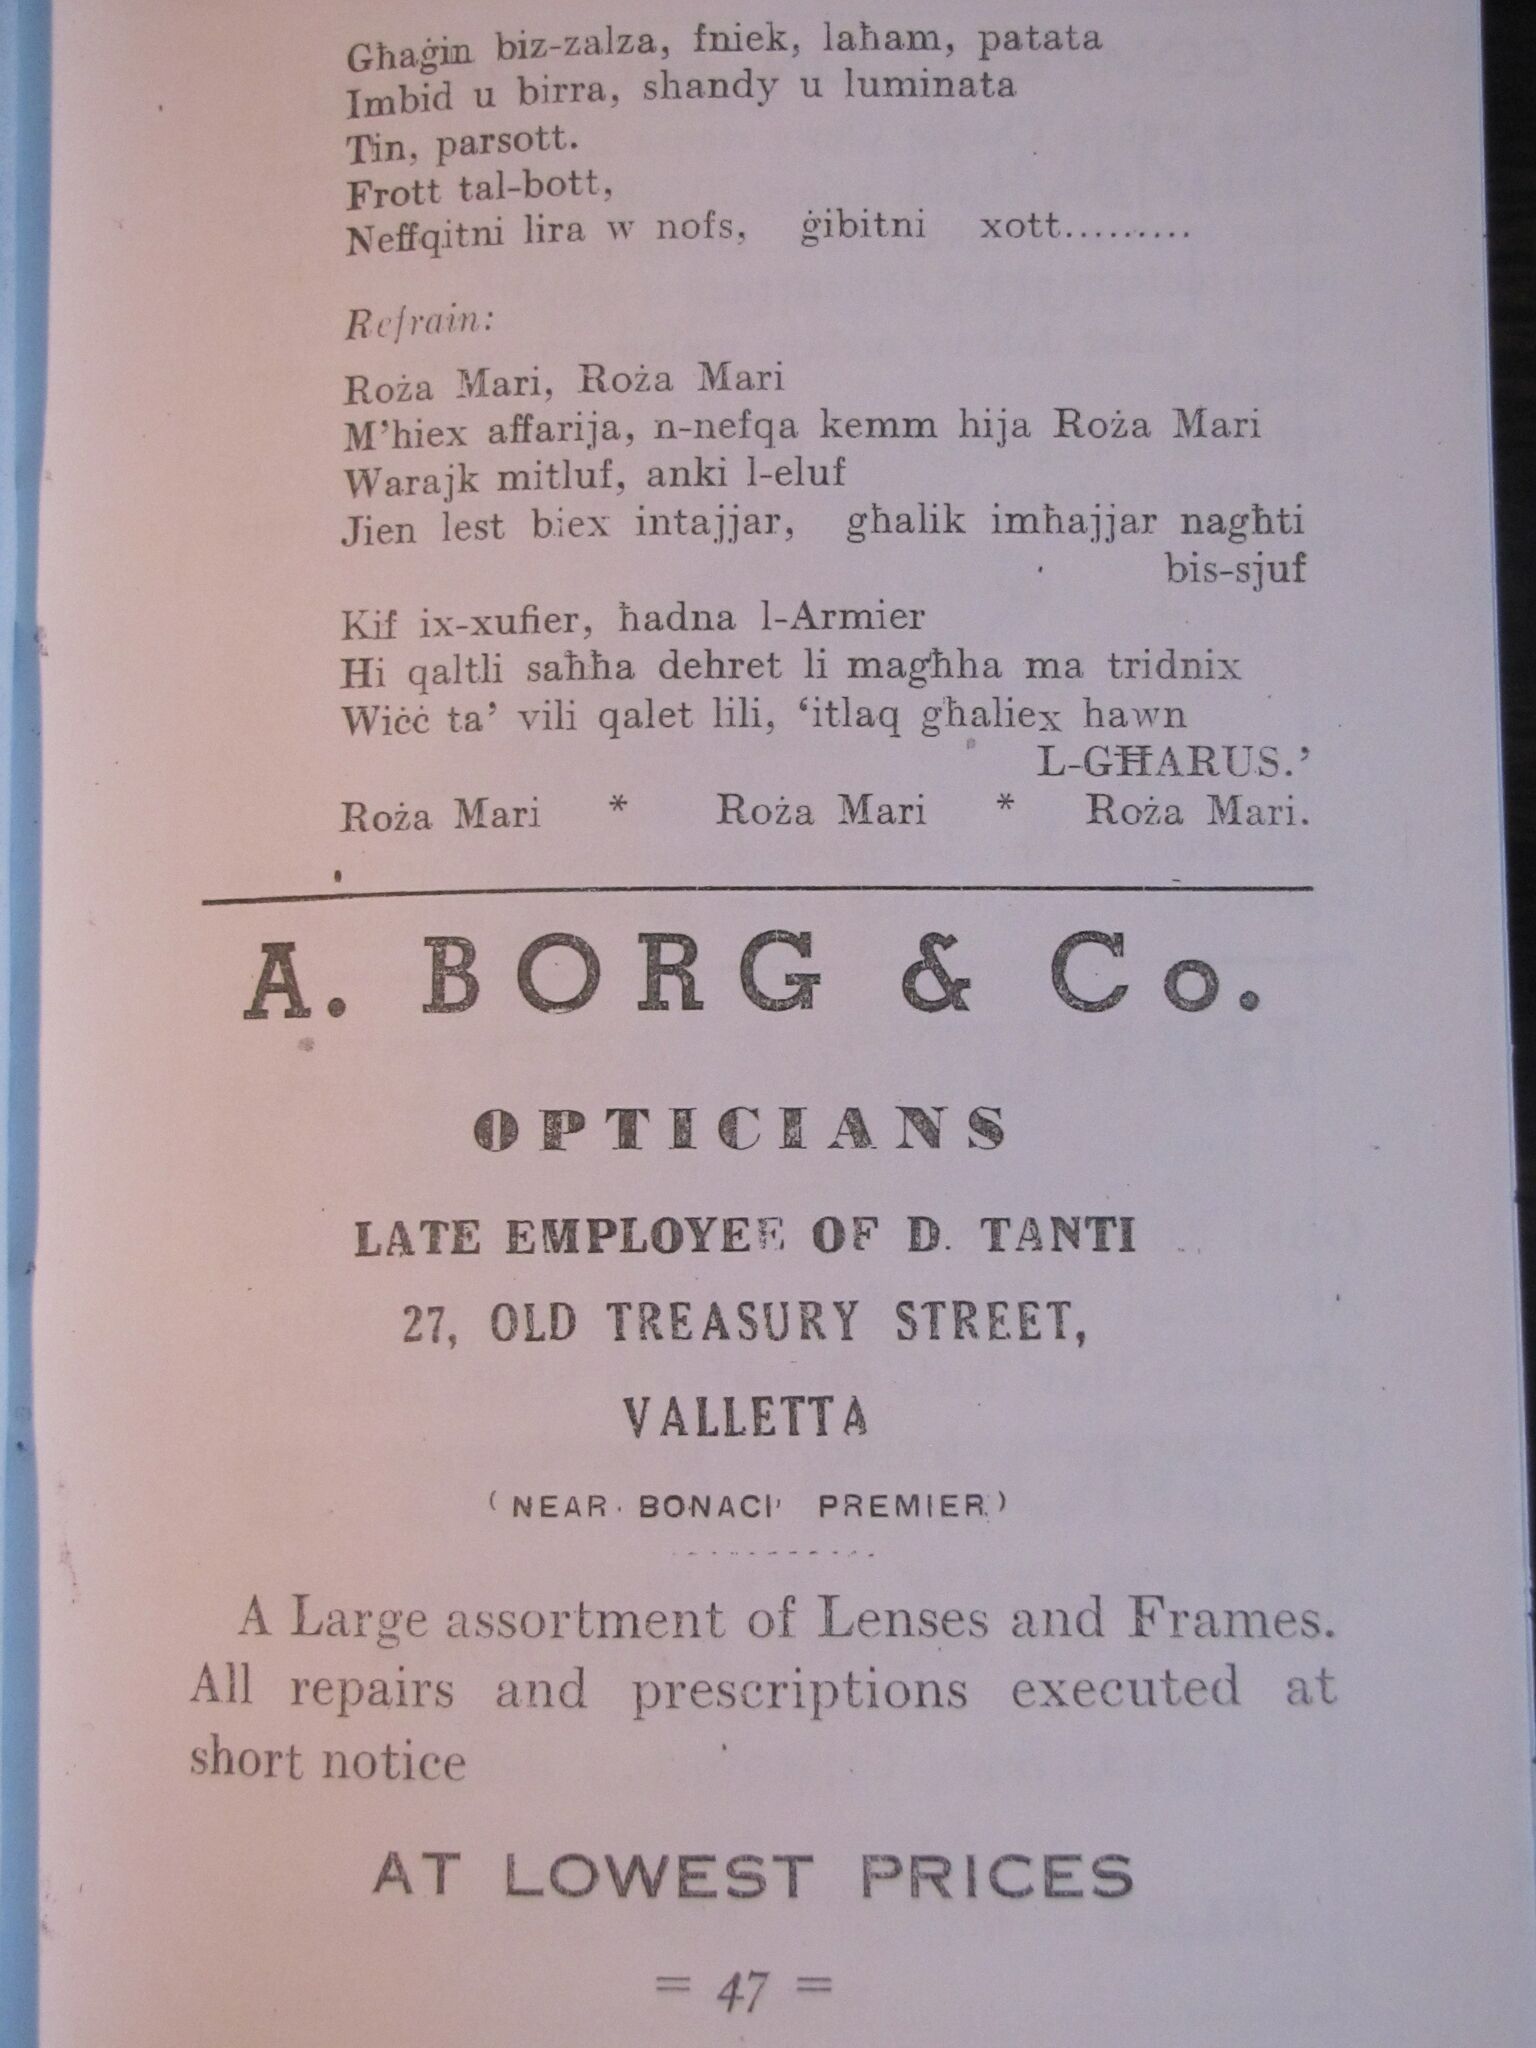 Għaġin biz-zalza, fniek, laħam, patata
Imbid u birra, shandy u luminata
Tin, parsott.
Frott tal-bott,
Neffqitni lira w nofs, ġibitni xott.........
Refrain:
Roża Mari, Roża Mari
M'hiex affarija, n-nefqa kemm hija Roża Mari
Warajk mitluf, anki l-eluf
Jien lest biex intajjar, għalik imħajjar nagħti
bis-sjuf
Kif ix-xufier, ħadna l-Armier
Hi qaltli saħħa dehret li magħha ma tridnix
Wiċċ ta' vili qalet lili, 'itlaq għaliex hawn
L-GĦARUS.'
Roża Mari * Roża Mari * Roża Mari.
A. BORG & Co.
OPTICIANS
LATE EMPLOYEE OF D. TANTI
27, OLD TREASURY STREET,
VALLETTA
(NEAR BONACI' PREMIER)
A Large assortment of Lenses and Frames.
All repairs and prescriptions executed at
short notice
AT LOWEST PRICES
= 47 =